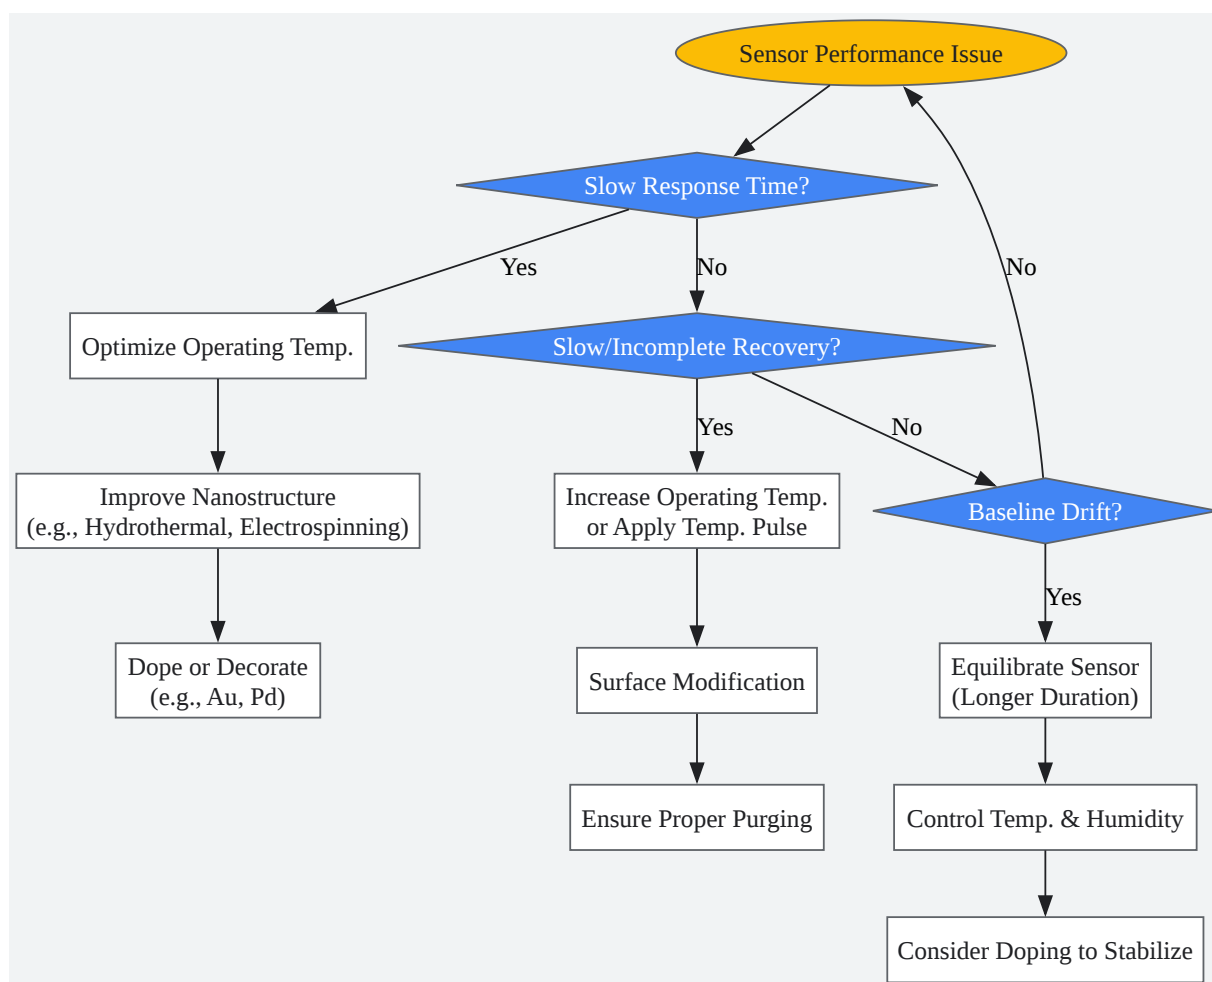 Sensor Performance Issue
Slow Response Time?
Yes
No
No
Optimize Operating Temp.
Slow/Incomplete Recovery?
Yes
No
Improve Nanostructure
(e.g., Hydrothermal, Electrospinning)
Increase Operating Temp.
or Apply Temp. Pulse
Baseline Drift?
Yes
Dope or Decorate
(e.g., Au, Pd)
Surface Modification
Equilibrate Sensor
(Longer Duration)
Ensure Proper Purging
Control Temp. & Humidity
Consider Doping to Stabilize